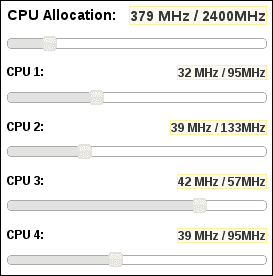 CPU Allocation: 379 MHz / 2400MHz
CPU 1: 32 MHz / 95MHz
CPU 2: 39 MHz / 133MHz
CPU 3: 42 MHz / 57MHz
CPU 4: 39 MHz / 95MHz